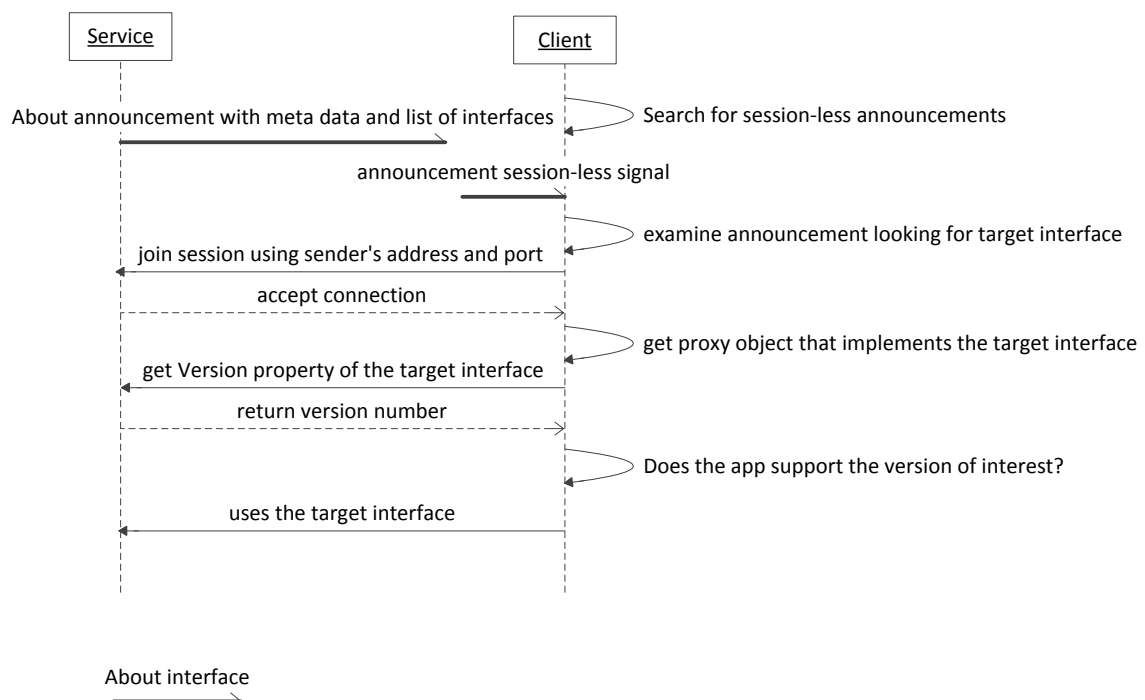 Service
Client
About announcement with meta data and list of interfaces
Search for session-less announcements
announcement session-less signal
examine announcement looking for target interface
join session using sender's address and port
accept connection
get proxy object that implements the target interface
get Version property of the target interface
return version number
Does the app support the version of interest?
uses the target interface
About interface